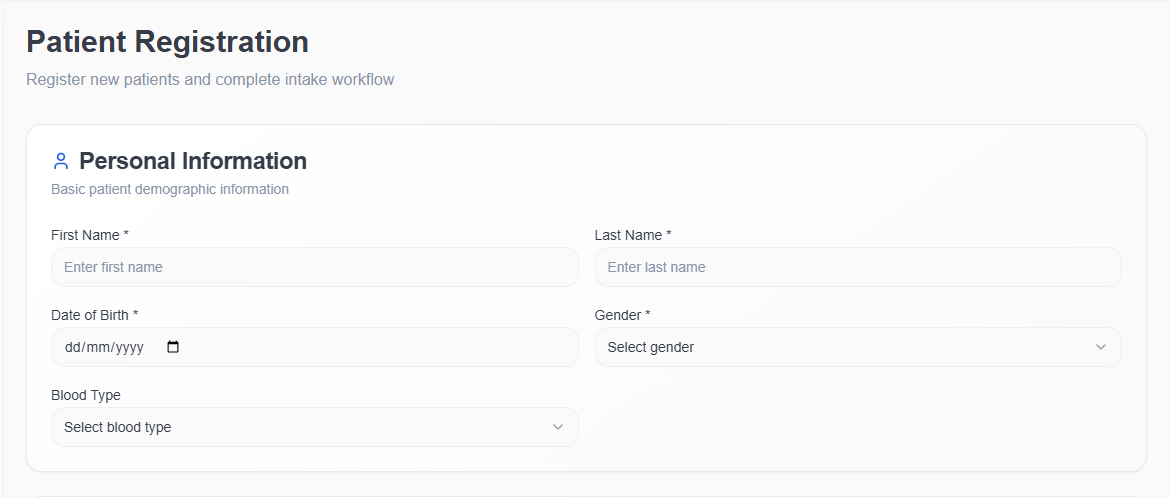 Patient Registration
Register new patients and complete intake workflow
Personal Information
Basic patient demographic information
First Name *
Enter first name
Last Name *
Enter last name
Date of Birth *
dd/mm/yyyy
Gender *
Select gender
Blood Type
Select blood type